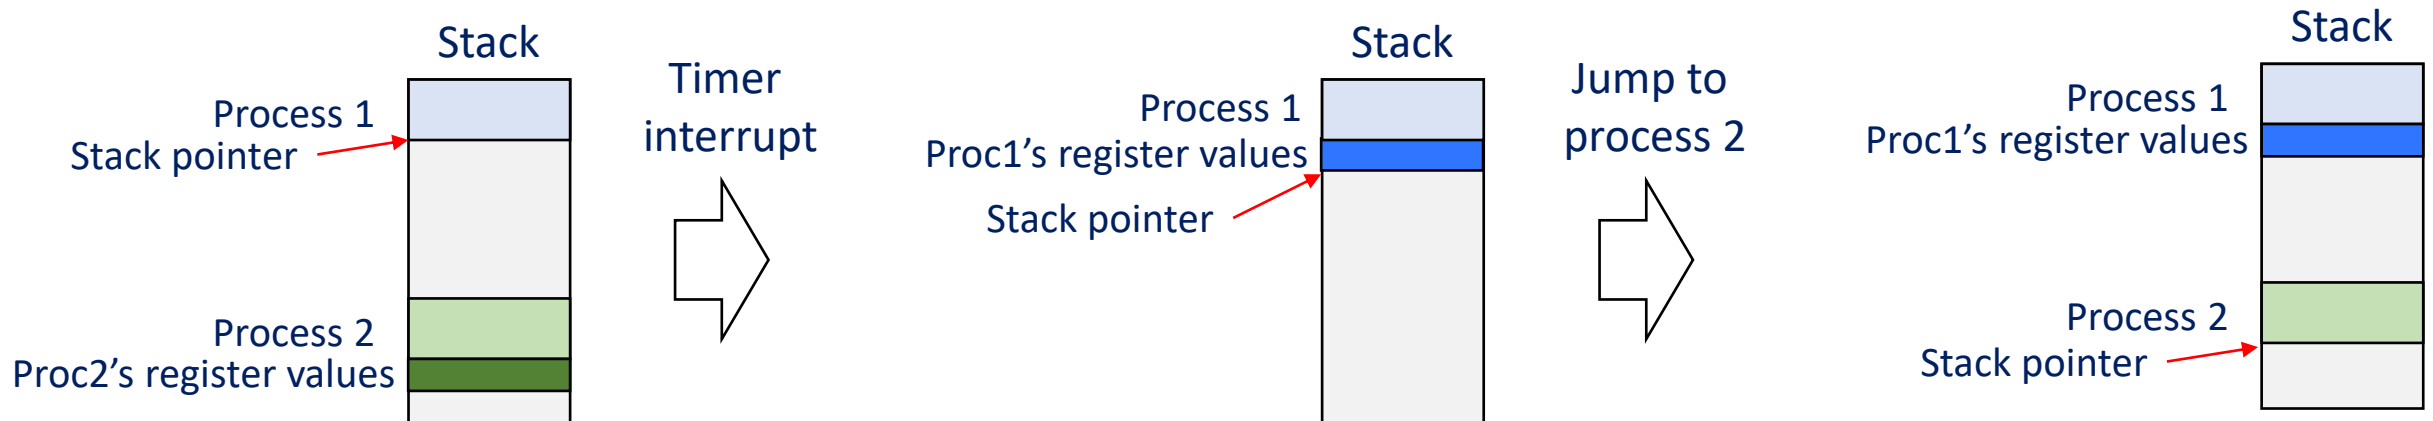 Stack
Process 1
Stack pointer
Process 2
Proc2’s register values
Timer
interrupt
Stack
Process 1
Proc1’s register values
Stack pointer
Jump to
process 2
Stack
Process 1
Proc1’s register values
Process 2
Stack pointer